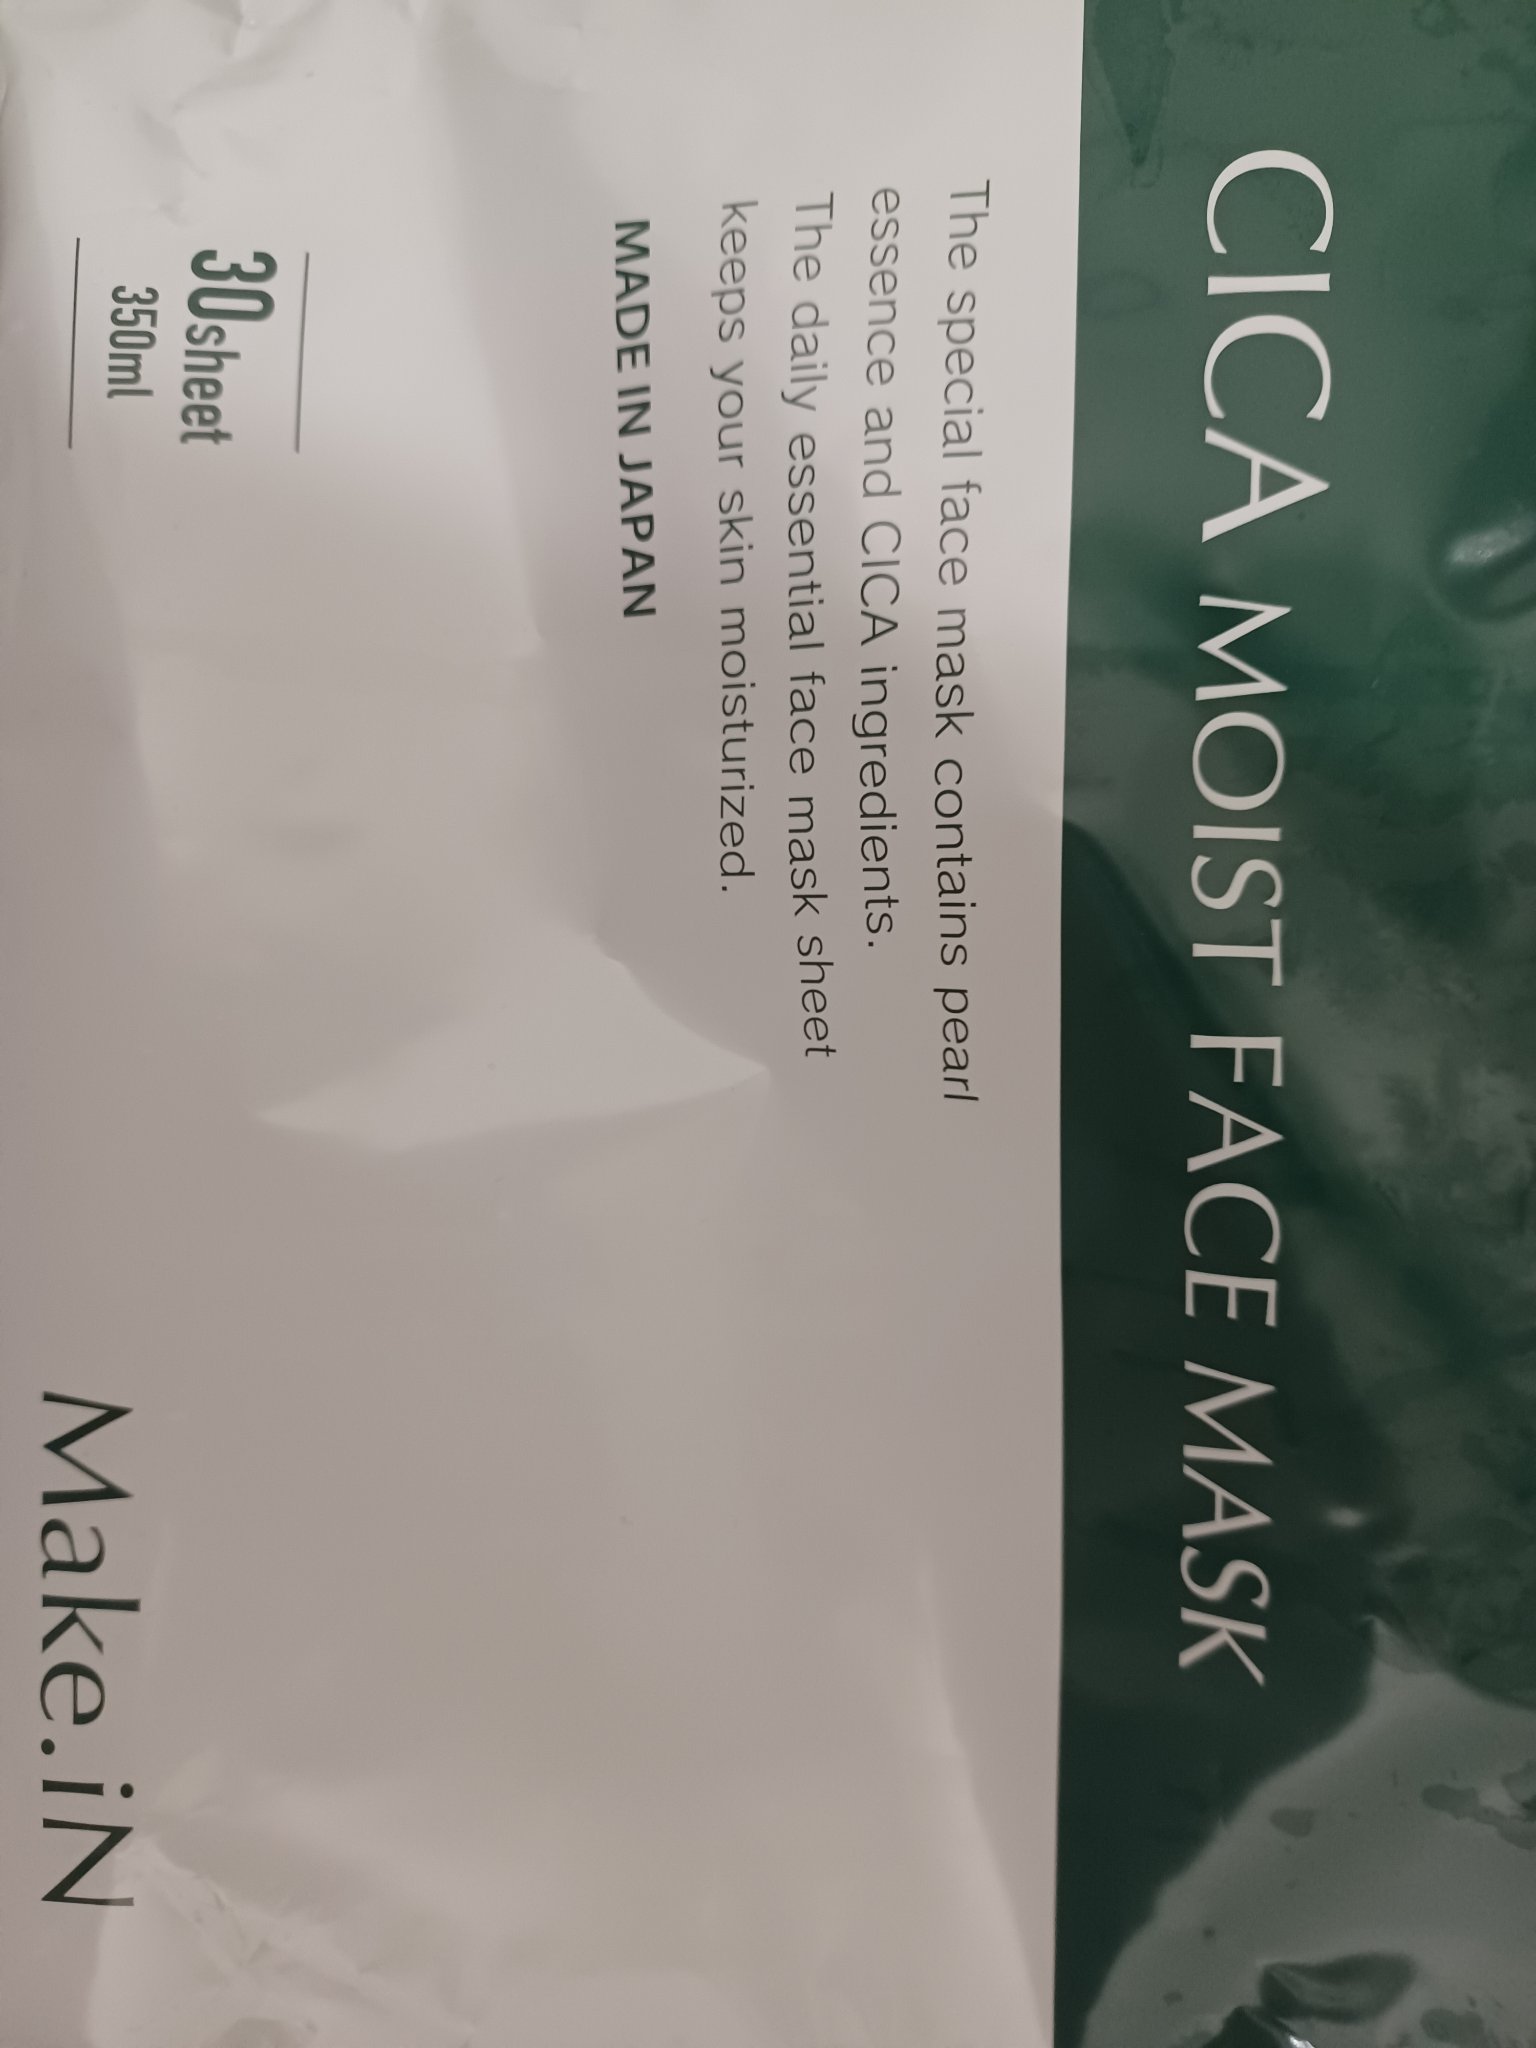 CICA MOIST FACE MASK
The special face mask contains pearl
essence and CICA ingredients.
The daily essential face mask sheet
keeps your skin moisturized.
MADE IN JAPAN
30sheet
350ml
Make.iN